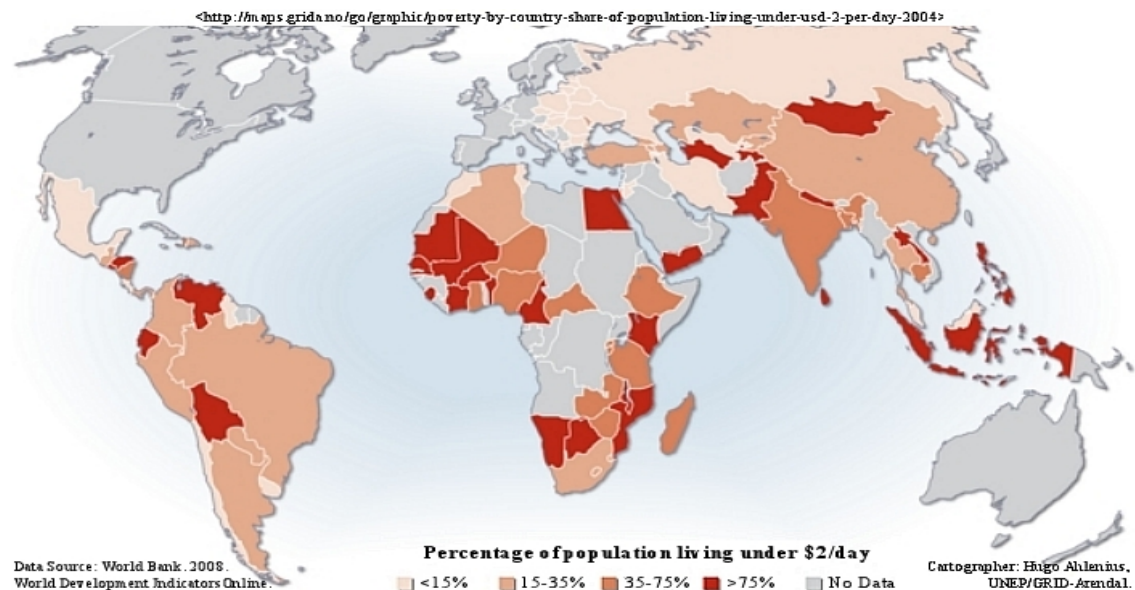 <http://maps.grida.no/go/graphic/poverty-by-country-share-of-population-living-under-usd-2-per-day-2004>
Percentage of population living under $2/day
<15% 15-35% 35-75% >75% No Data
Data Source: World Bank. 2008.
World Development Indicators Online.
Cartographer: Hugo Ahlenius,
UNEP/GRID-Arendal.